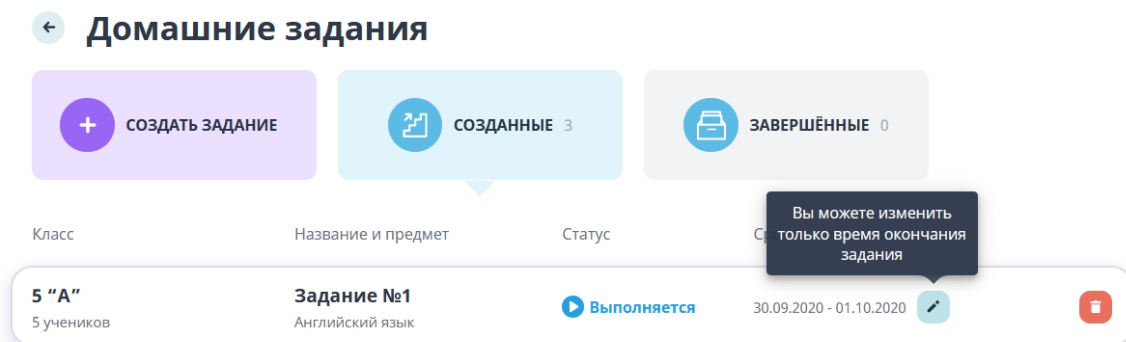 Домашние задания
СОЗДАТЬ ЗАДАНИЕ
СОЗДАННЫЕ 3
ЗАВЕРШЁННЫЕ 0
Вы можете изменить
только время окончания
задания
Класс
Название и предмет
Статус
5 “А”
5 учеников
Задание №1
Английский язык
Выполняется
30.09.2020 - 01.10.2020